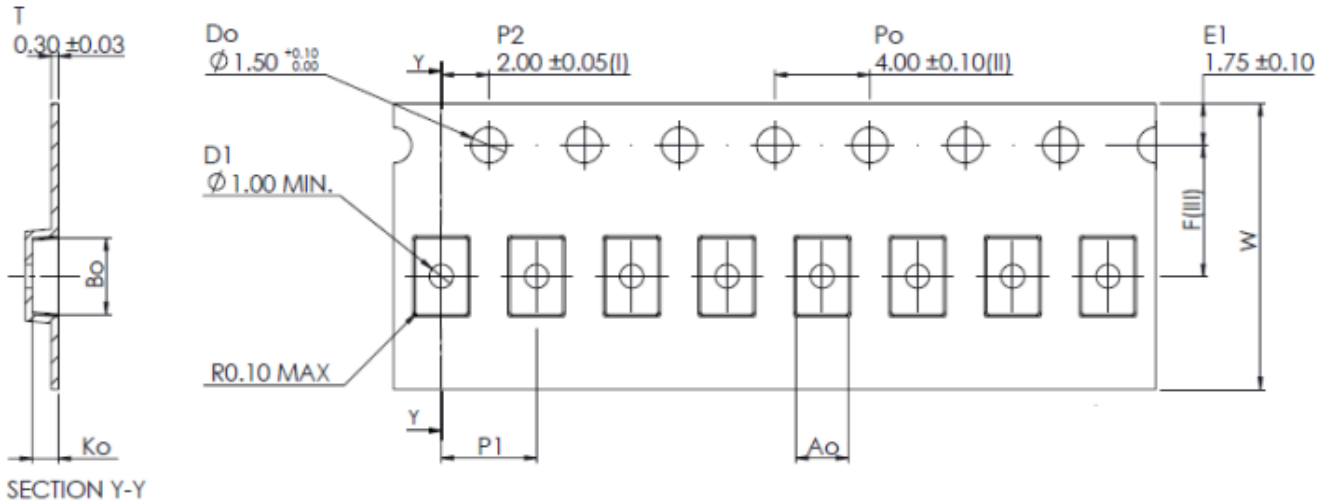 T
0.30 ±0.03
Do
Ø 1.50 +0.10 0.00
Y
P2
2.00 ±0.05(I)
Po
4.00 ±0.10(II)
E1
1.75 ±0.10
D1
Ø 1.00 MIN.
F(III)
W
Bo
R0.10 MAX
Y
Ko
P1
Ao
SECTION Y-Y